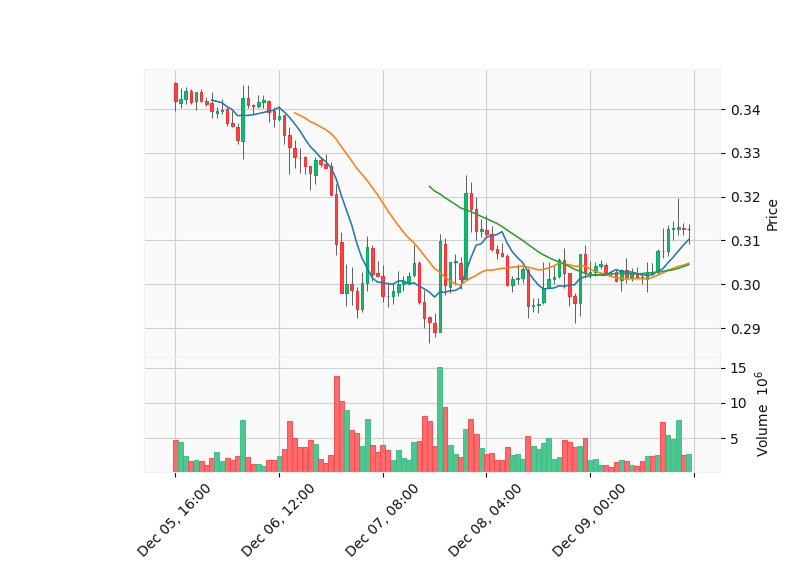 0.34
0.33
0.32
0.31
0.30
0.29
Price
15
10
5
Volume 10^6
Dec 05, 16:00
Dec 06, 12:00
Dec 07, 08:00
Dec 08, 04:00
Dec 09, 00:00